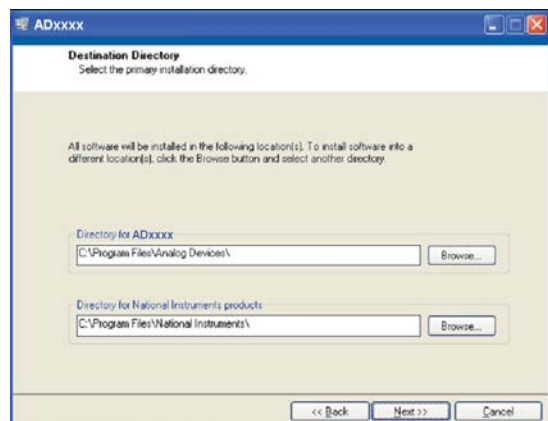 ADxxxx
Destination Directory
Select the primary installation directory.
All software will be installed in the following location(s). To install software into a
different location(s), click the Browse button and select another directory.
Directory for ADxxxx
C:\Program Files\Analog Devices\
Browse...
Directory for National Instruments products
C:\Program Files\National Instruments\
Browse...
<< Back
Next >>
Cancel